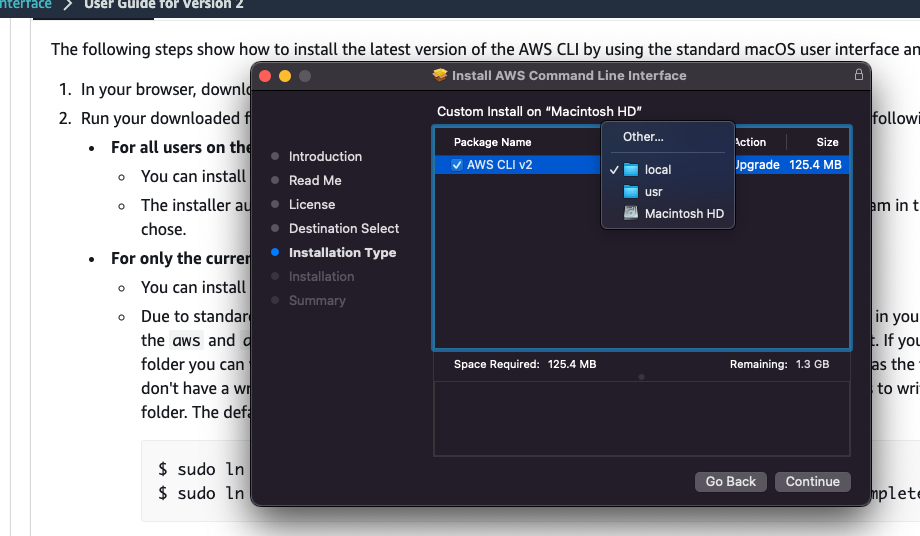 nterface > User Guide for Version 2
The following steps show how to install the latest version of the AWS CLI by using the standard macOS user interface an
1. In your browser, downlo
2. Run your downloaded f
followi
• For all users on the
○ You can install
○ The installer au
am in t
chose.
• For only the currer
○ You can install
○ Due to standar
in you
the aws and
t. If you
folder you can
as the
don't have a wr
to wri
folder. The defa
$ sudo ln
$ sudo ln
mplete
Install AWS Command Line Interface
Introduction
Read Me
License
Destination Select
Installation Type
Installation
Summary
Custom Install on “Macintosh HD”
Package Name
Action
Size
AWS CLI v2
Upgrade
125.4 MB
Other...
✓ local
usr
Macintosh HD
Space Required: 125.4 MB
Remaining: 1.3 GB
Go Back
Continue